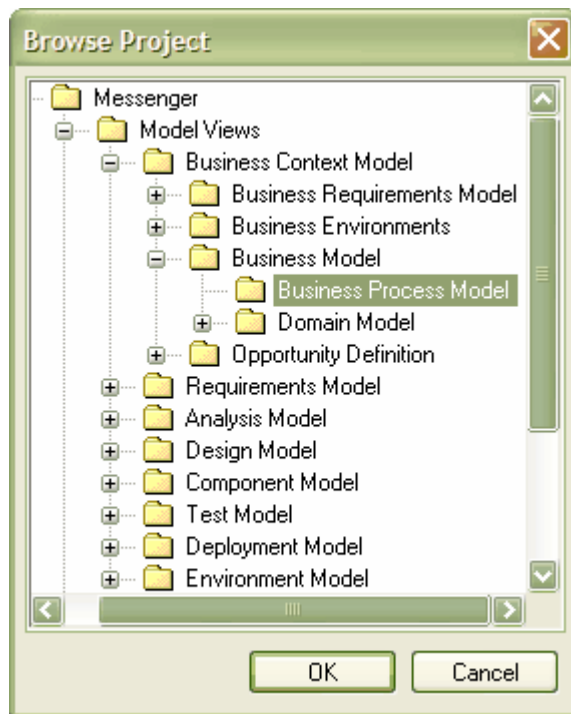 Browse Project
Messenger
Model Views
Business Context Model
Business Requirements Model
Business Environments
Business Model
Business Process Model
Domain Model
Opportunity Definition
Requirements Model
Analysis Model
Design Model
Component Model
Test Model
Deployment Model
Environment Model
OK Cancel